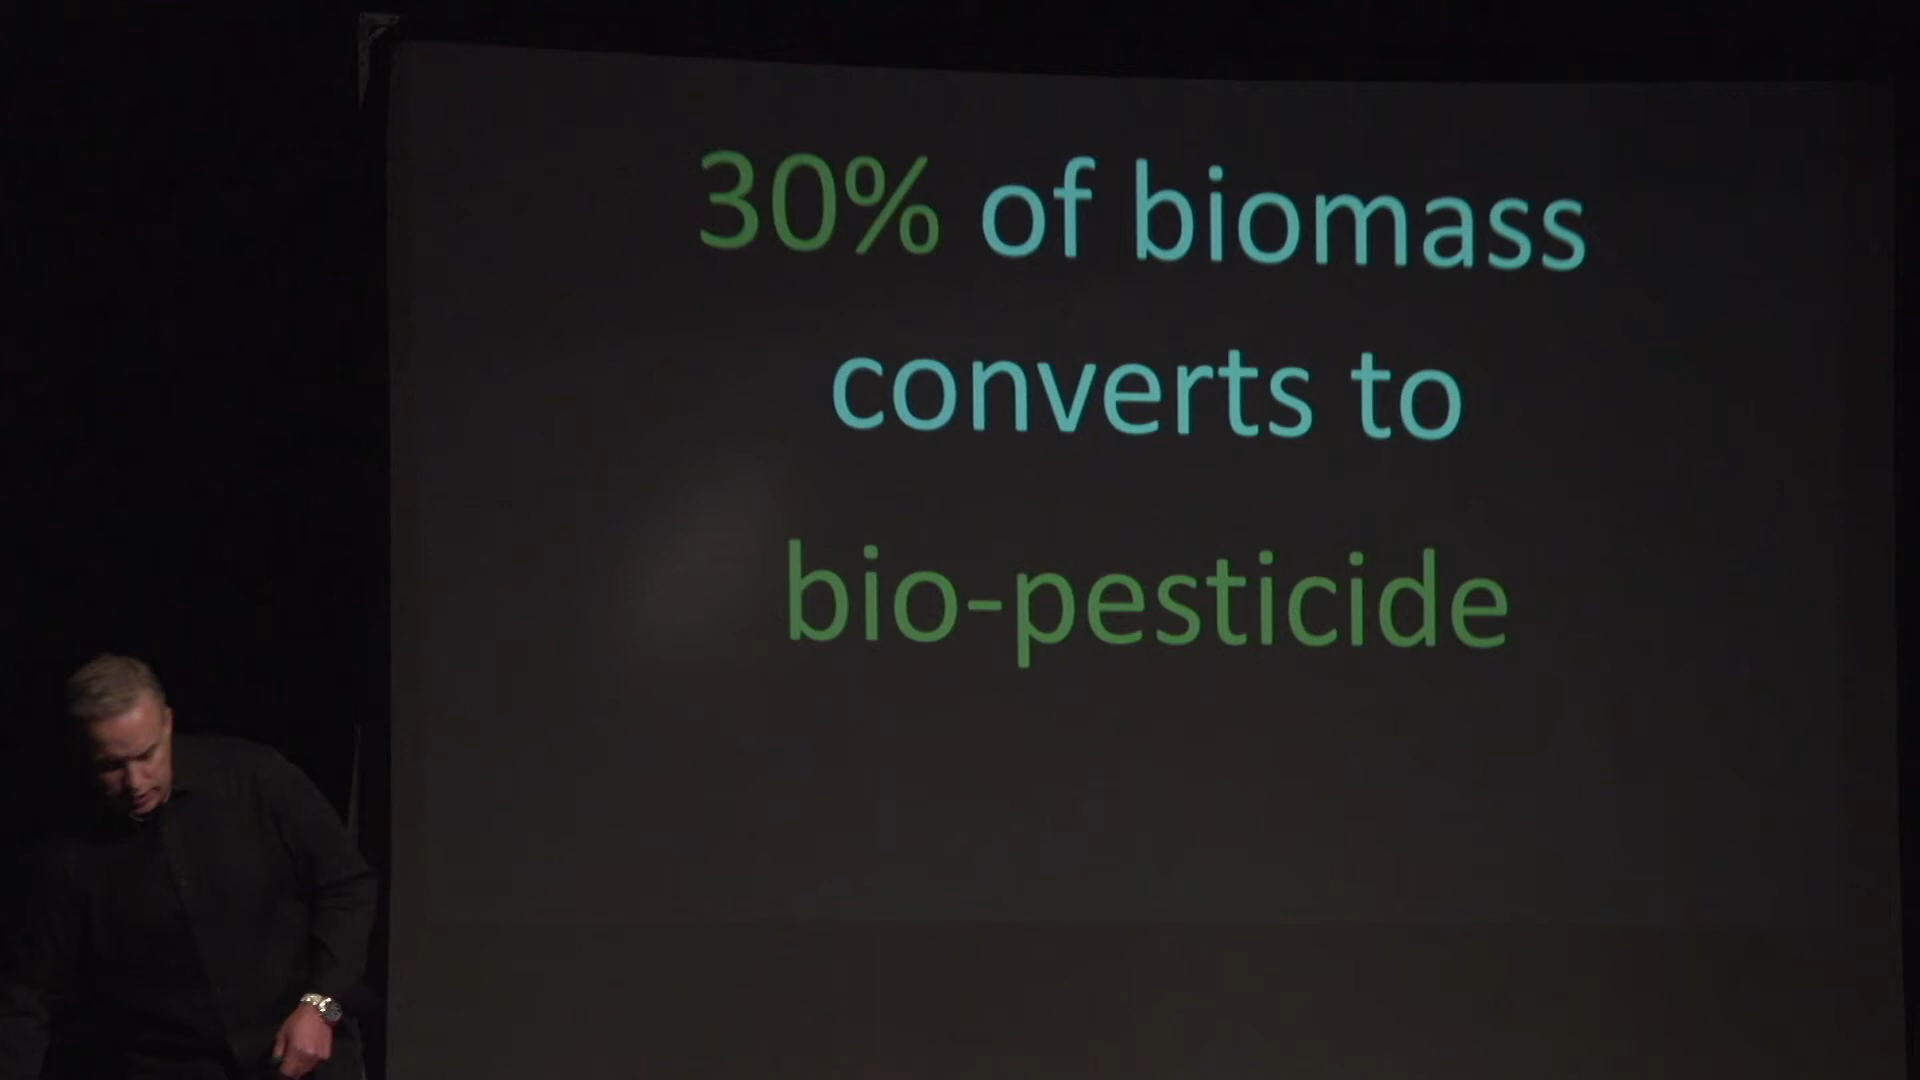 30% of biomass
converts to
bio-pesticide